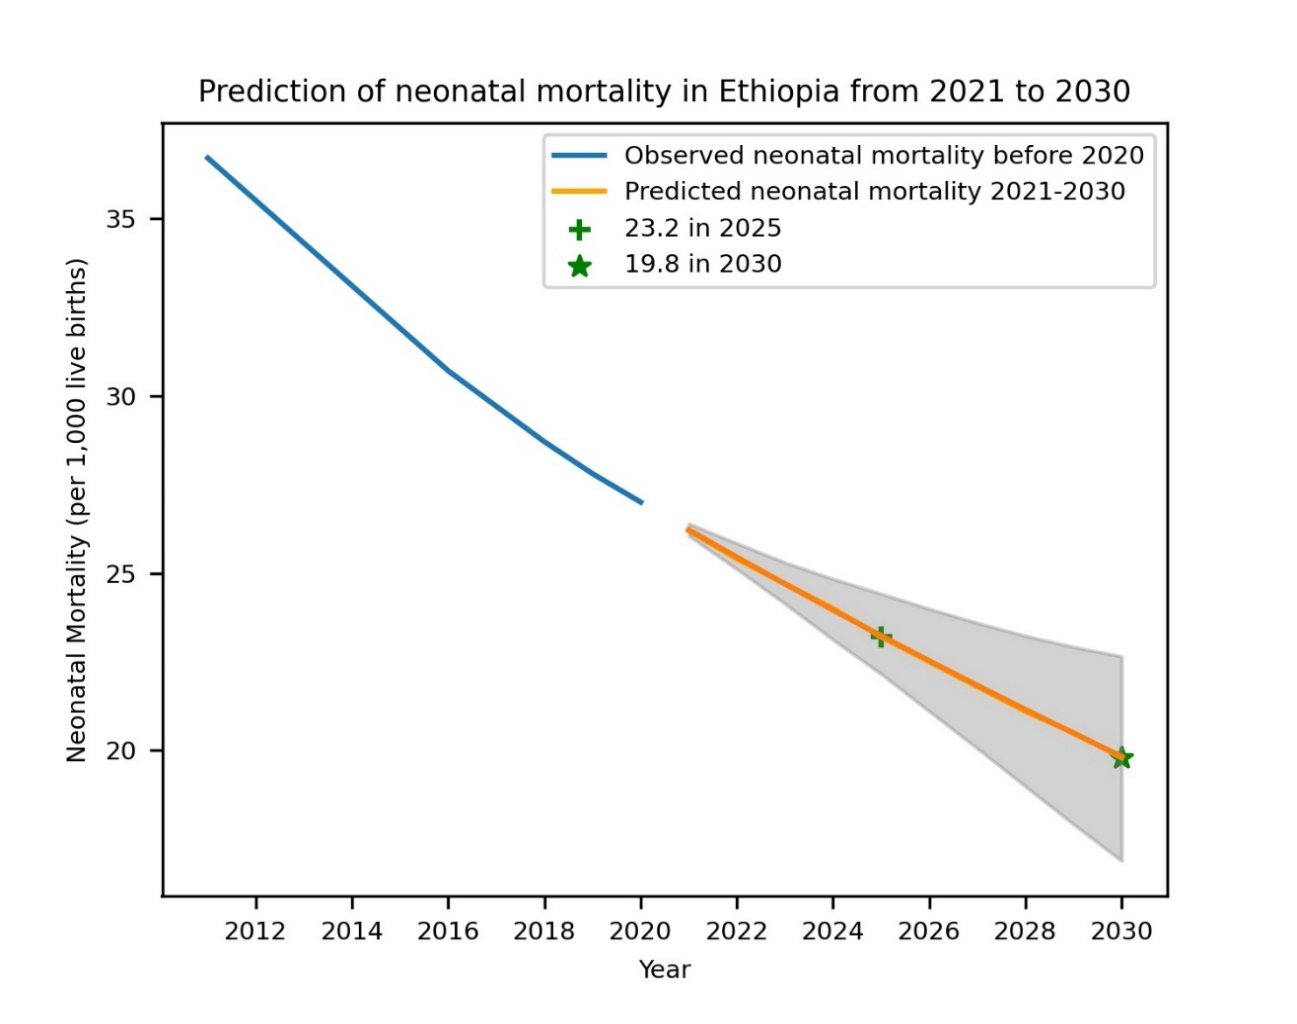 Prediction of neonatal mortality in Ethiopia from 2021 to 2030
Observed neonatal mortality before 2020
Predicted neonatal mortality 2021-2030
23.2 in 2025
19.8 in 2030
Neonatal Mortality (per 1,000 live births)
35
30
25
20
2012 2014 2016 2018 2020 2022 2024 2026 2028 2030
Year